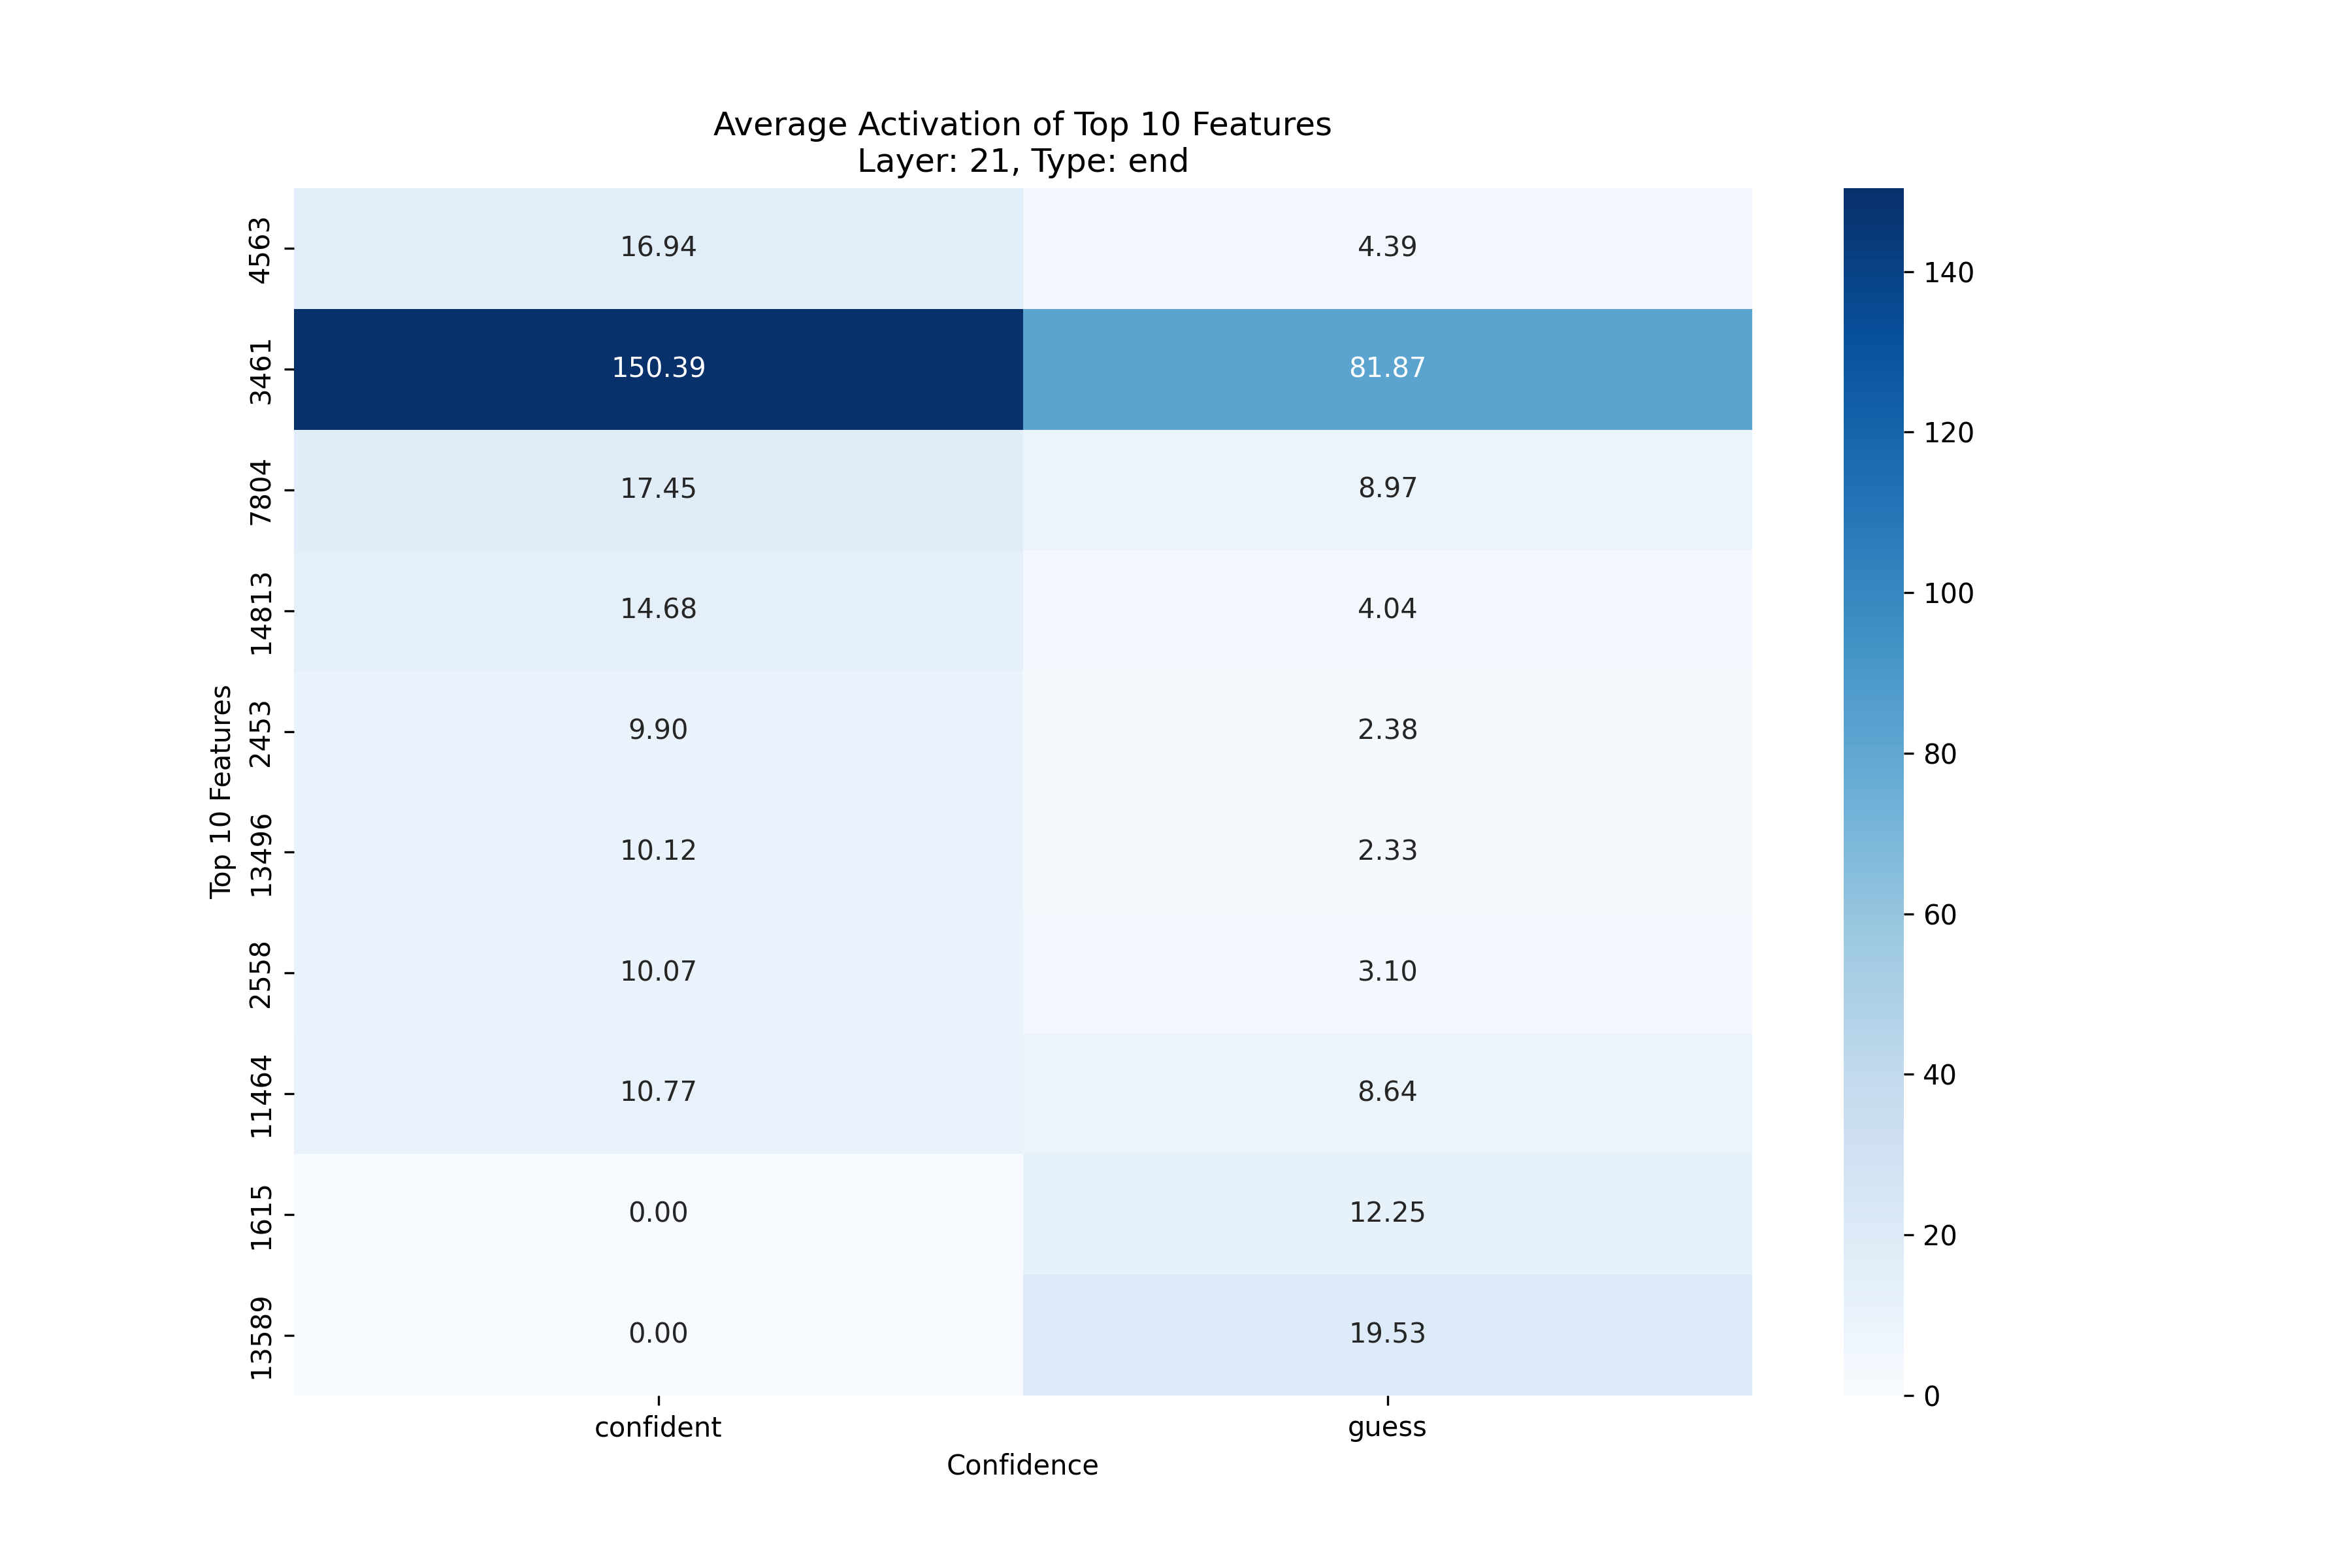 Average Activation of Top 10 Features
Layer: 21, Type: end
Top 10 Features
4563 16.94 4.39
3461 150.39 81.87
7804 17.45 8.97
14813 14.68 4.04
2453 9.90 2.38
13496 10.12 2.33
2558 10.07 3.10
11464 10.77 8.64
1615 0.00 12.25
13589 0.00 19.53
confident guess
Confidence
140
120
100
80
60
40
20
0